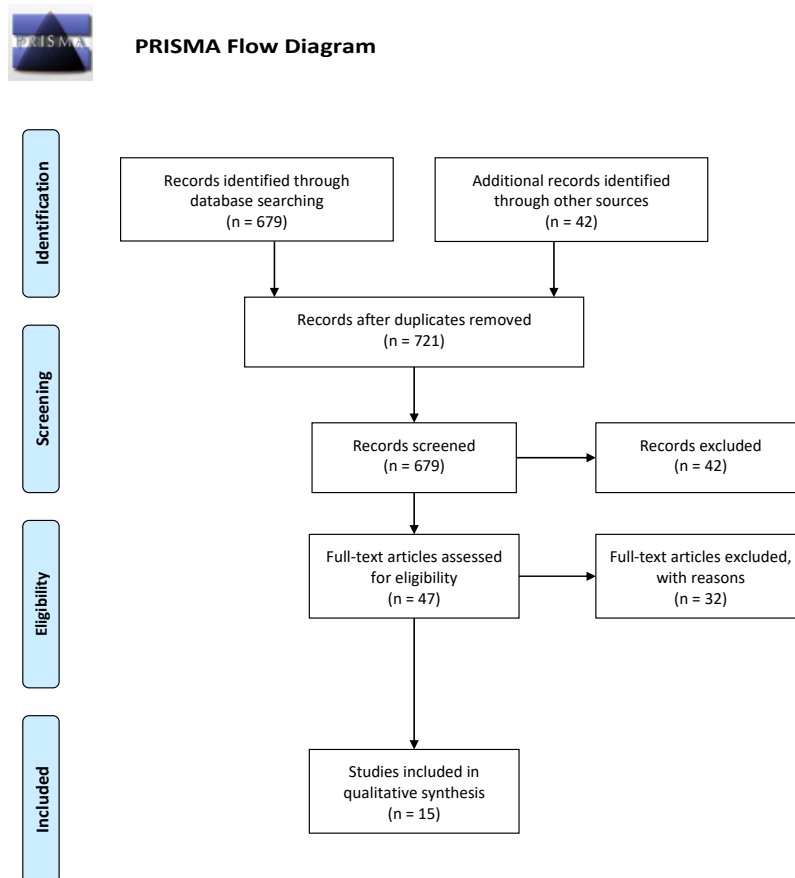 PRISMA
PRISMA Flow Diagram
Identification
Records identified through
database searching
(n = 679)
Additional records identified
through other sources
(n = 42)
Records after duplicates removed
(n = 721)
Screening
Records screened
(n = 679)
Records excluded
(n = 42)
Eligibility
Full-text articles assessed
for eligibility
(n = 47)
Full-text articles excluded,
with reasons
(n = 32)
Included
Studies included in
qualitative synthesis
(n = 15)